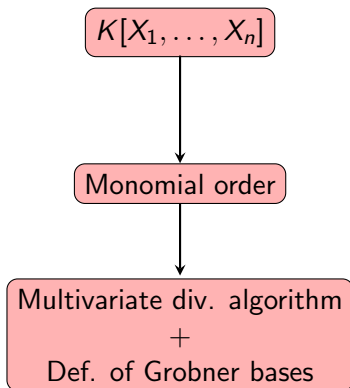 K[X₁, . . . , Xₙ]
Monomial order
Multivariate div. algorithm
+
Def. of Grobner bases